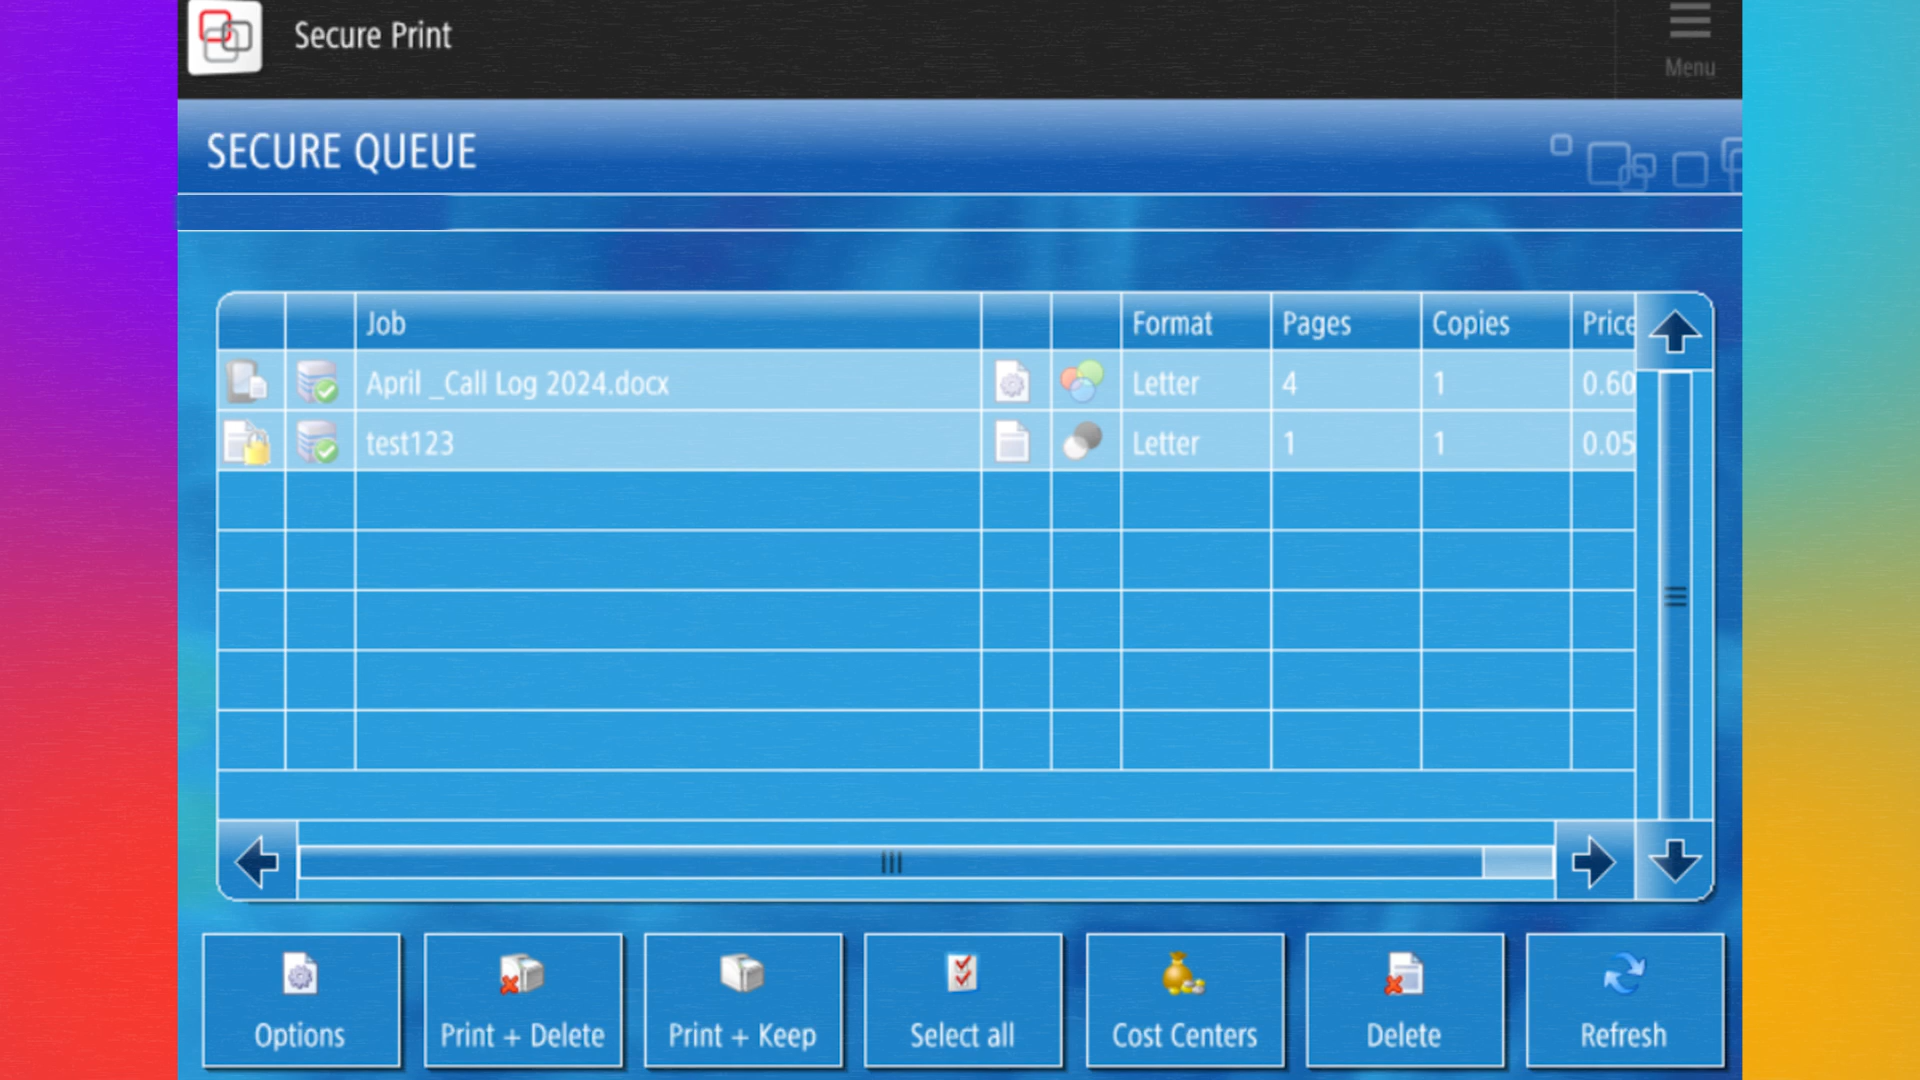 Secure Print
Menu
SECURE QUEUE
Job Format Pages Copies Price
April _Call Log 2024.docx Letter 4 1 0.60
test123 Letter 1 1 0.05
Options Print + Delete Print + Keep Select all Cost Centers Delete Refresh